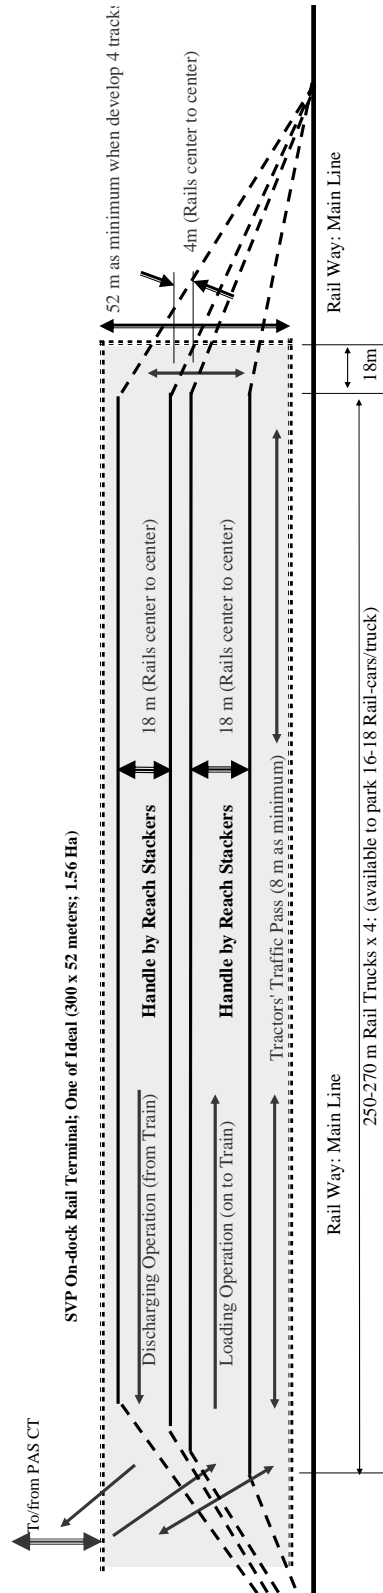 To/from PAS CT
SVP On-dock Rail Terminal; One of Ideal (300 x 52 meters; 1.56 Ha)
52 m as minimum when develop 4 tracks
4m (Rails center to center)
Discharging Operation (from Train)
Handle by Reach Stackers
18 m (Rails center to center)
Loading Operation (on to Train)
Handle by Reach Stackers
18 m (Rails center to center)
Tractors' Traffic Pass (8 m as minimum)
Rail Way: Main Line
Rail Way: Main Line
18m
250-270 m Rail Trucks x 4: (available to park 16-18 Rail-cars/truck)